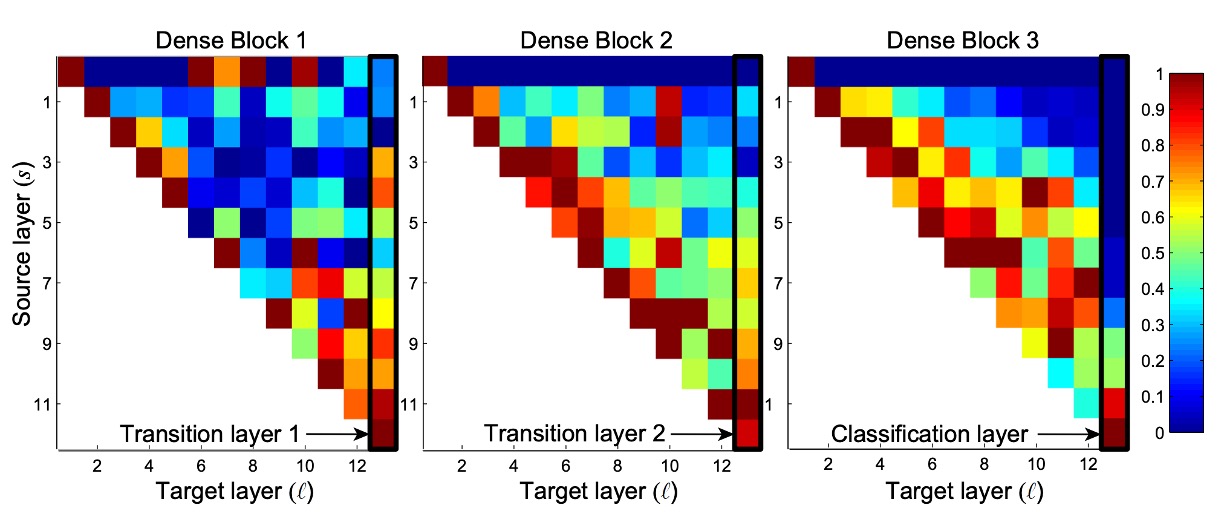 Dense Block 1
Dense Block 2
Dense Block 3
Source layer (s)
1
3
5
7
9
11
1
3
5
7
9
11
1
3
5
7
9
1
Transition layer 1
Transition layer 2
Classification layer
2 4 6 8 10 12
2 4 6 8 10 12
2 4 6 8 10 12
Target layer (ℓ)
Target layer (ℓ)
Target layer (ℓ)
1
0.9
0.8
0.7
0.6
0.5
0.4
0.3
0.2
0.1
0